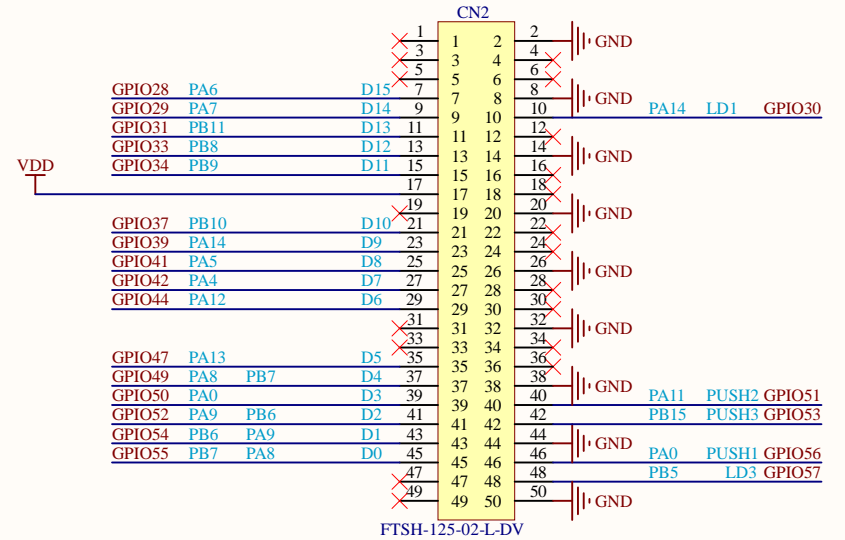 CN2
1 1 2 2 GND
3 3 4 4
5 5 6 6
GPIO28 PA6 D15 7 7 8 8 GND
GPIO29 PA7 D14 9 9 10 10 PA14 LD1 GPIO30
GPIO31 PB11 D13 11 11 12 12
GPIO33 PB8 D12 13 13 14 14 GND
GPIO34 PB9 D11 15 15 16 16
VDD 17 17 18 18
19 19 20 20 GND
GPIO37 PB10 D10 21 21 22 22
GPIO39 PA14 D9 23 23 24 24
GPIO41 PA5 D8 25 25 26 26 GND
GPIO42 PA4 D7 27 27 28 28
GPIO44 PA12 D6 29 29 30 30
31 31 32 32 GND
33 33 34 34
GPIO47 PA13 D5 35 35 36 36
GPIO49 PA8 PB7 D4 37 37 38 38 GND
GPIO50 PA0 D3 39 39 40 40 PA11 PUSH2 GPIO51
GPIO52 PA9 PB6 D2 41 41 42 42 PB15 PUSH3 GPIO53
GPIO54 PB6 PA9 D1 43 43 44 44 GND
GPIO55 PB7 PA8 D0 45 45 46 46 PA0 PUSH1 GPIO56
47 47 48 48 PB5 LD3 GPIO57
49 49 50 50 GND
FTSH-125-02-L-DV